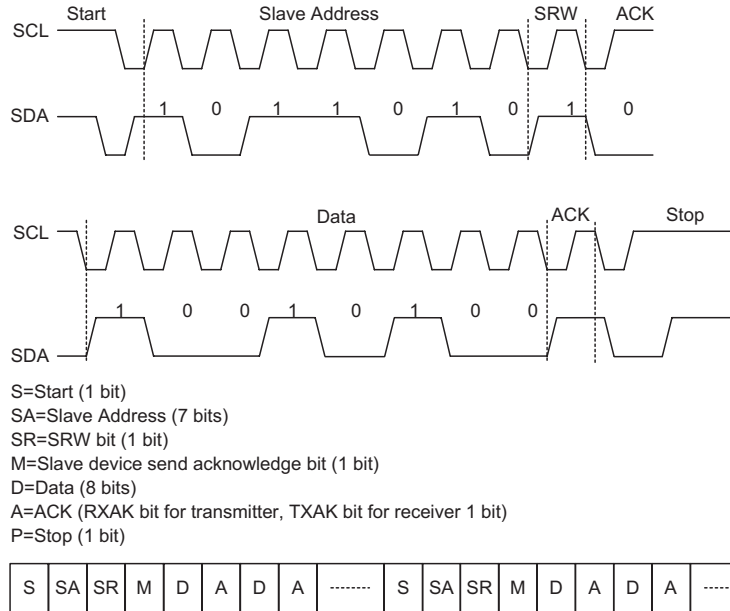 Start Slave Address SRW ACK
SCL
SDA 1 0 1 1 0 1 0 1 0
Data ACK Stop
SCL
1 0 0 1 0 1 0 0
SDA
S=Start (1 bit)
SA=Slave Address (7 bits)
SR=SRW bit (1 bit)
M=Slave device send acknowledge bit (1 bit)
D=Data (8 bits)
A=ACK (RXAK bit for transmitter, TXAK bit for receiver 1 bit)
P=Stop (1 bit)
S SA SR M D A D A -------- S SA SR M D A D A -----